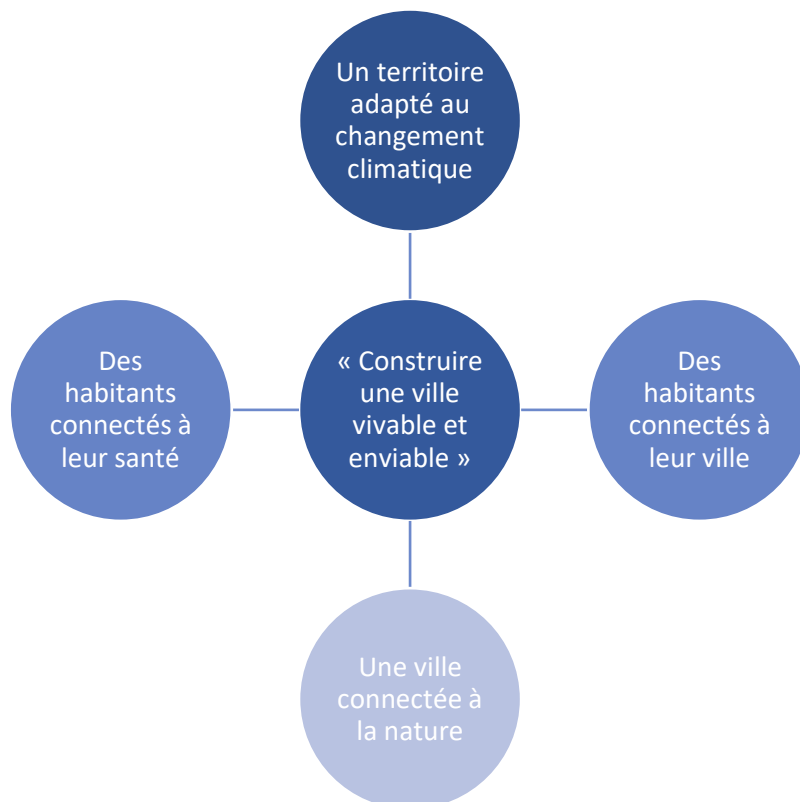 Un territoire
adapté au
changement
climatique
Des
habitants
connectés à
leur santé
« Construire
une ville
vivable et
enviable »
Des
habitants
connectés à
leur ville
Une ville
connectée à
la nature